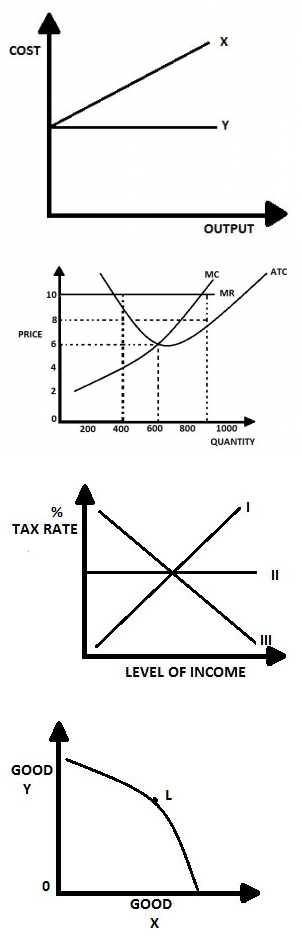 COST
X
Y
OUTPUT
MC
ATC
10
MR
8
PRICE
6
4
2
0
200 400 600 800 1000
QUANTITY
%
TAX RATE
I
II
III
LEVEL OF INCOME
GOOD
Y
L
0
GOOD
X